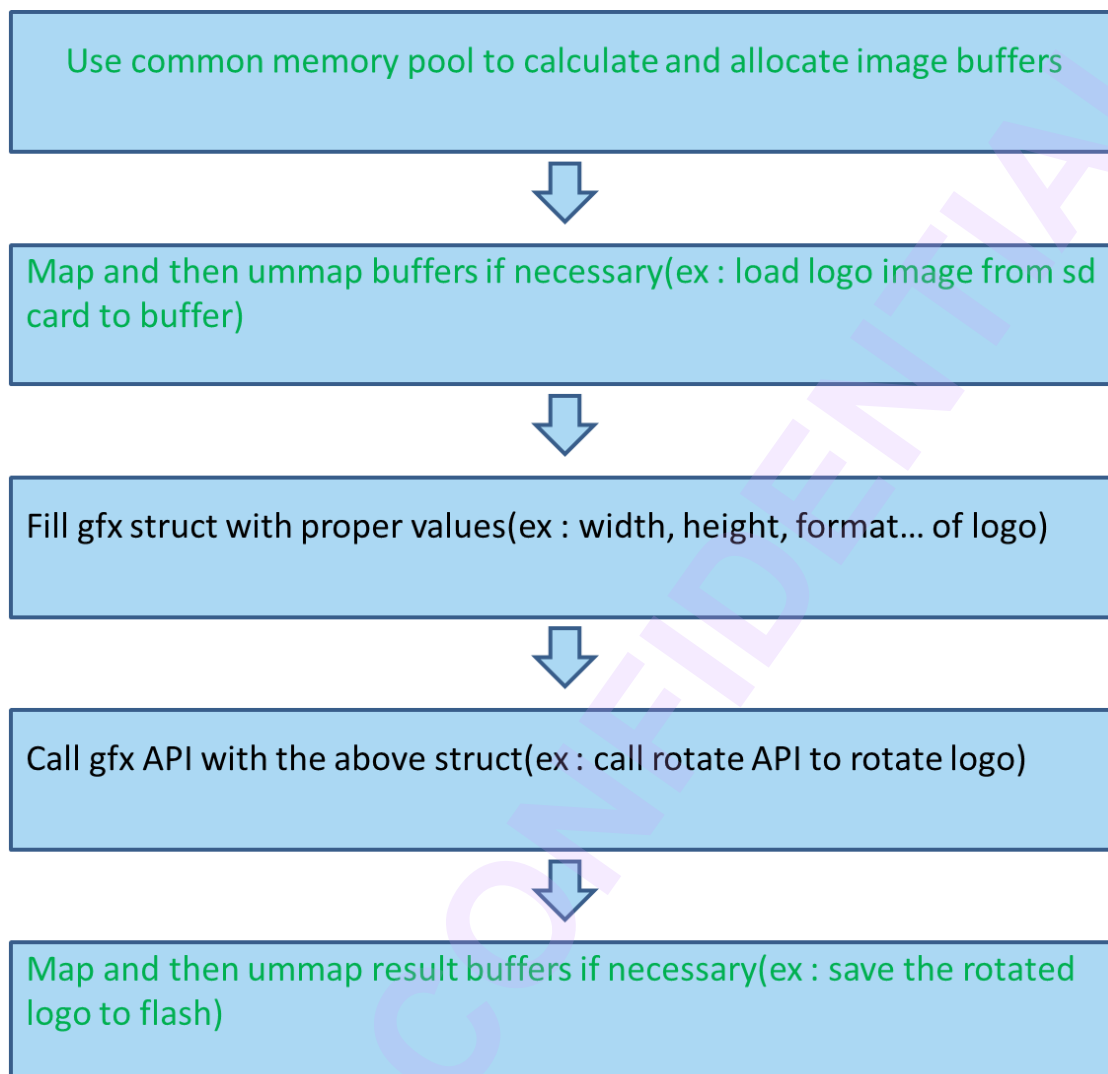 Use common memory pool to calculate and allocate image buffers
Map and then ummap buffers if necessary(ex : load logo image from sd
card to buffer)
Fill gfx struct with proper values(ex : width, height, format... of logo)
Call gfx API with the above struct(ex : call rotate API to rotate logo)
Map and then ummap result buffers if necessary(ex : save the rotated
logo to flash)
CONFIDENTIAL